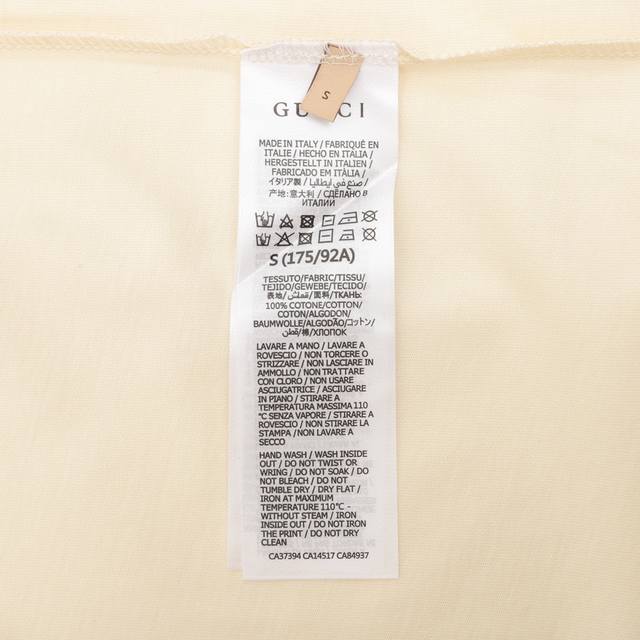 S
GUCCI
MADE IN ITALY / FABRIQUÉ EN
ITALIE / HECHO EN ITÀLIA /
HERGESTELLT IN ITALIEN /
FABRICADO EM ITÀLIA /
イタリア製 / صنع في إيطاليا /
产地: 意大利 / СДЕЛАНО В
ИТАЛИИ
S (175/92A)
TESSUTO/FABRIC/TISSU/
TEJIDO/GEWEBE/TECIDO/
表地/قماش/面料/ТКАНЬ:
100% COTONE/COTTON/
COTON/ALGODON/
BAUMWOLLE/ALGODÃO/コットン/
قطن/棉/ХЛОПОК
LAVARE A MANO / LAVARE A
ROVESCIO / NON TORCERE O
STRIZZARE / NON LASCIARE IN
AMMOLLO / NON TRATTARE
CON CLORO / NON USARE
ASCIUGATRICE / ASCIUGARE
IN PIANO / STIRARE A
TEMPERATURA MASSIMA 110
°C SENZA VAPORE / STIRARE A
ROVESCIO / NON STIRARE LA
STAMPA /NON LAVARE A
SECCO
HAND WASH / WASH INSIDE
OUT / DO NOT TWIST OR
WRING / DO NOT SOAK / DO
NOT BLEACH / DO NOT
TUMBLE DRY / DRY FLAT /
IRON AT MAXIMUM
TEMPERATURE 110°C -
WITHOUT STEAM / IRON
INSIDE OUT / DO NOT IRON
THE PRINT / DO NOT DRY
CLEAN
CA37394 CA14517 CA84937